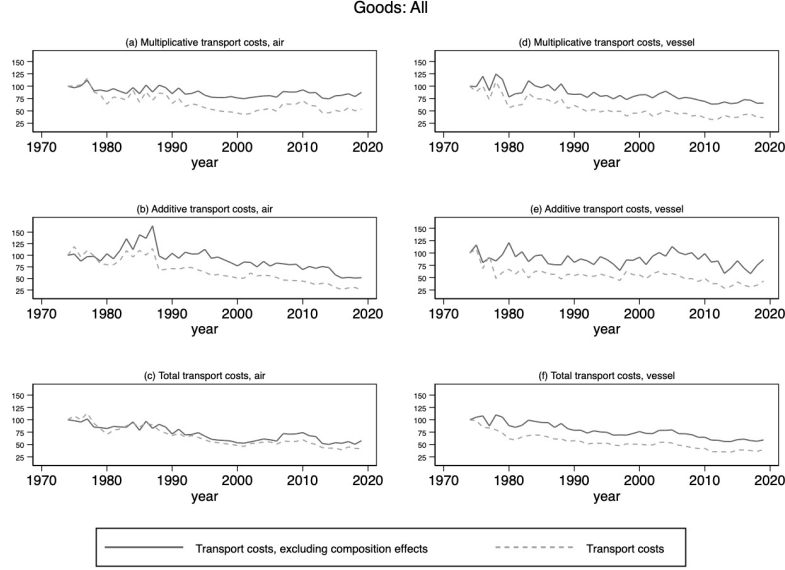 Goods: All
(a) Multiplicative transport costs, air
150
125
100
75
50
25
1970 1980 1990 2000 2010 2020
year
(d) Multiplicative transport costs, vessel
150
125
100
75
50
25
1970 1980 1990 2000 2010 2020
year
(b) Additive transport costs, air
150
125
100
75
50
25
1970 1980 1990 2000 2010 2020
year
(e) Additive transport costs, vessel
150
125
100
75
50
25
1970 1980 1990 2000 2010 2020
year
(c) Total transport costs, air
150
125
100
75
50
25
1970 1980 1990 2000 2010 2020
year
(f) Total transport costs, vessel
150
125
100
75
50
25
1970 1980 1990 2000 2010 2020
year
Transport costs, excluding composition effects
Transport costs